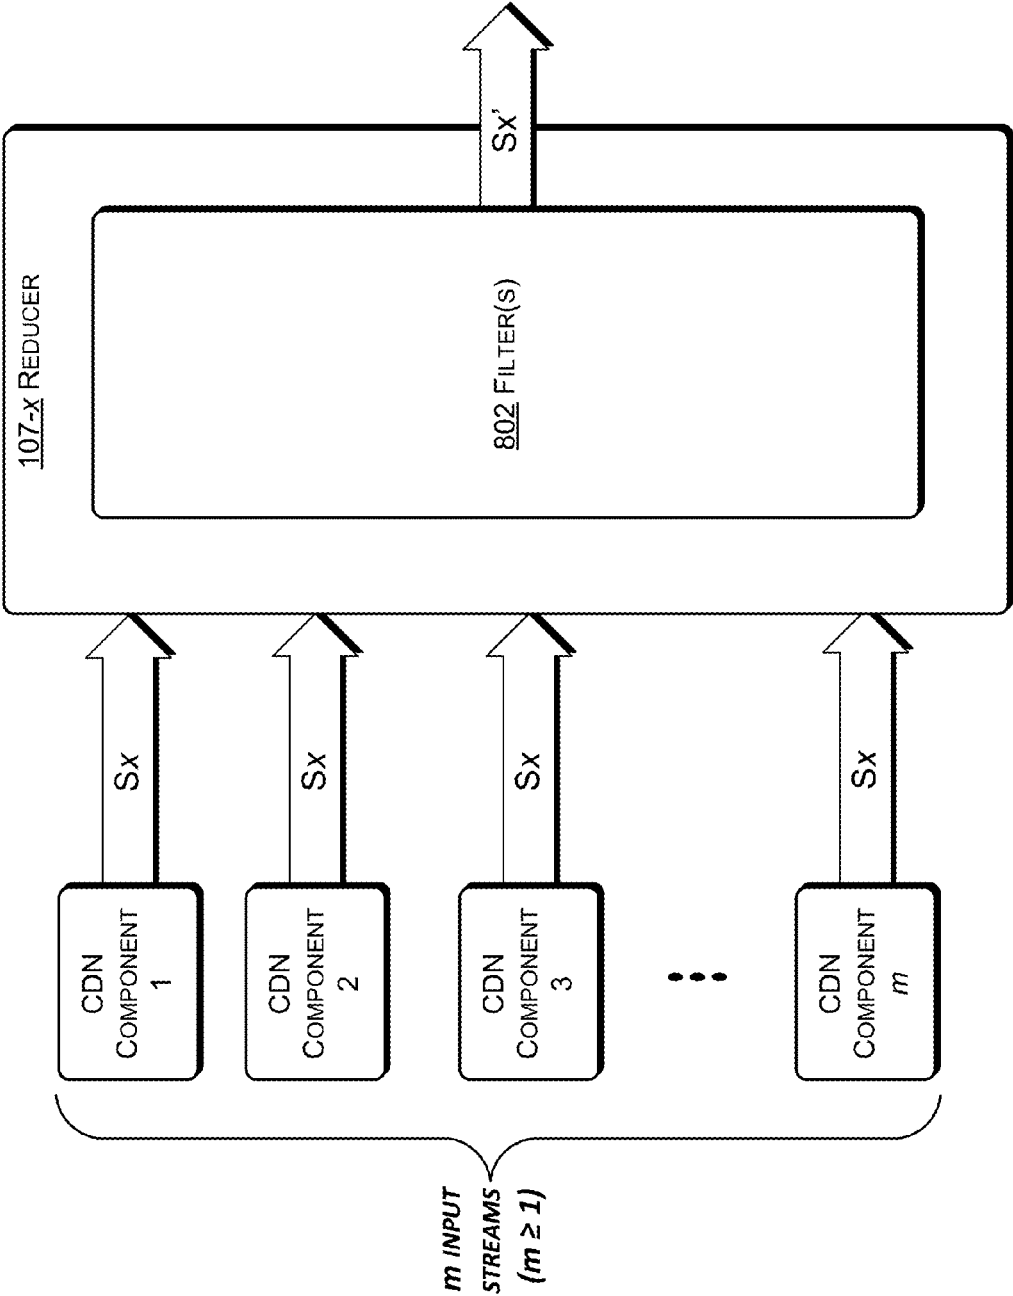 m INPUT
STREAMS
(m ≥ 1)
CDN
COMPONENT
1
Sx
CDN
COMPONENT
2
Sx
CDN
COMPONENT
3
Sx
CDN
COMPONENT
m
Sx
107-x REDUCER
802 FILTER(S)
Sx'